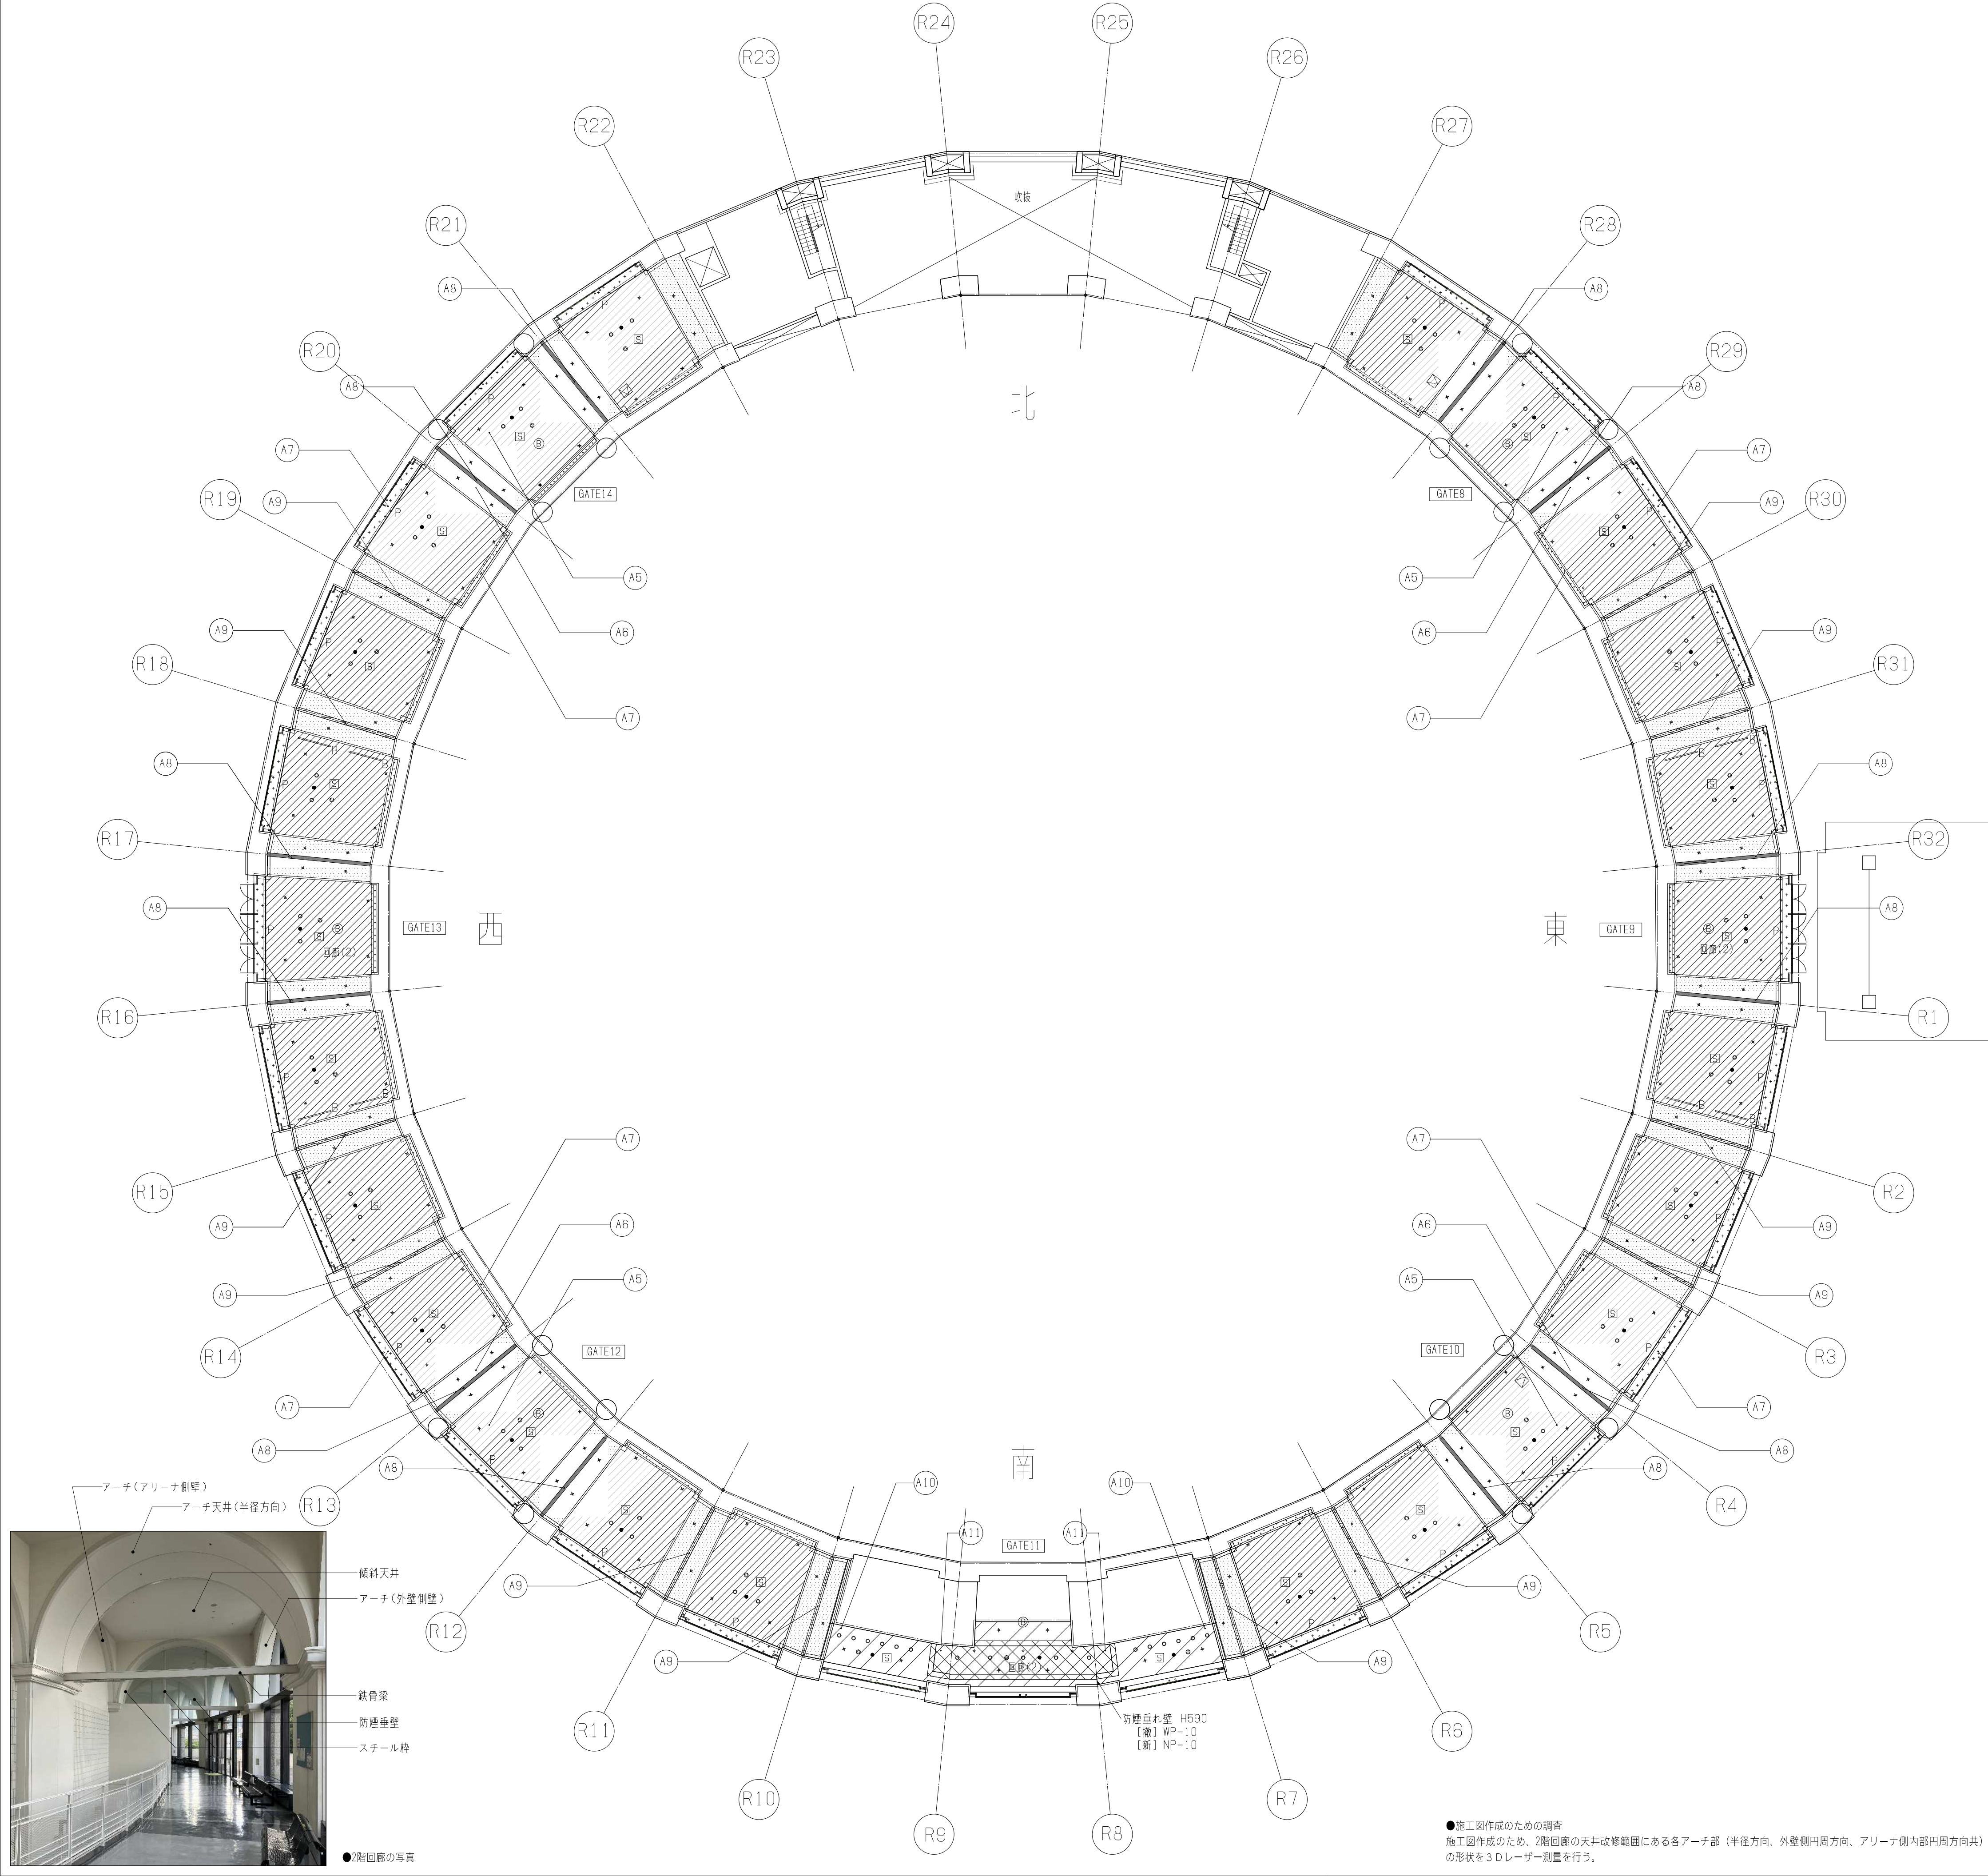 R24
R25
R23
R26
R22
R27
吹抜
R21
R28
A8
A8
R20
R29
A8
A8
北
A7
A7
R19
A9
GATE14
GATE8
A9
R30
A5
A5
A9
A6
A6
A9
R18
R31
A7
A7
A8
A8
R17
R32
A8
GATE13
西
東
GATE9
A8
回廊(2)
回廊(2)
R16
R1
A7
A7
R15
R2
A9
A6
A6
A9
A5
A5
A9
A9
R14
GATE12
GATE10
R3
A7
A7
A8
A8
A8
A8
南
アーチ(アリーナ側壁)
アーチ天井(半径方向)
R13
A10
A10
R4
A11
GATE11
A11
傾斜天井
アーチ(外壁側壁)
A9
A9
R12
R5
A9
回廊(2)
A9
鉄骨梁
防煙垂壁
スチール枠
R11
R6
防煙垂れ壁 H590
[撤] WP-10
[新] NP-10
R10
R7
R9
R8
●2階回廊の写真
●施工図作成のための調査
施工図作成のため、2階回廊の天井改修範囲にある各アーチ部(半径方向、外壁側円周方向、アリーナ側内部円周方向共)
の形状を3Dレーザー測量を行う。